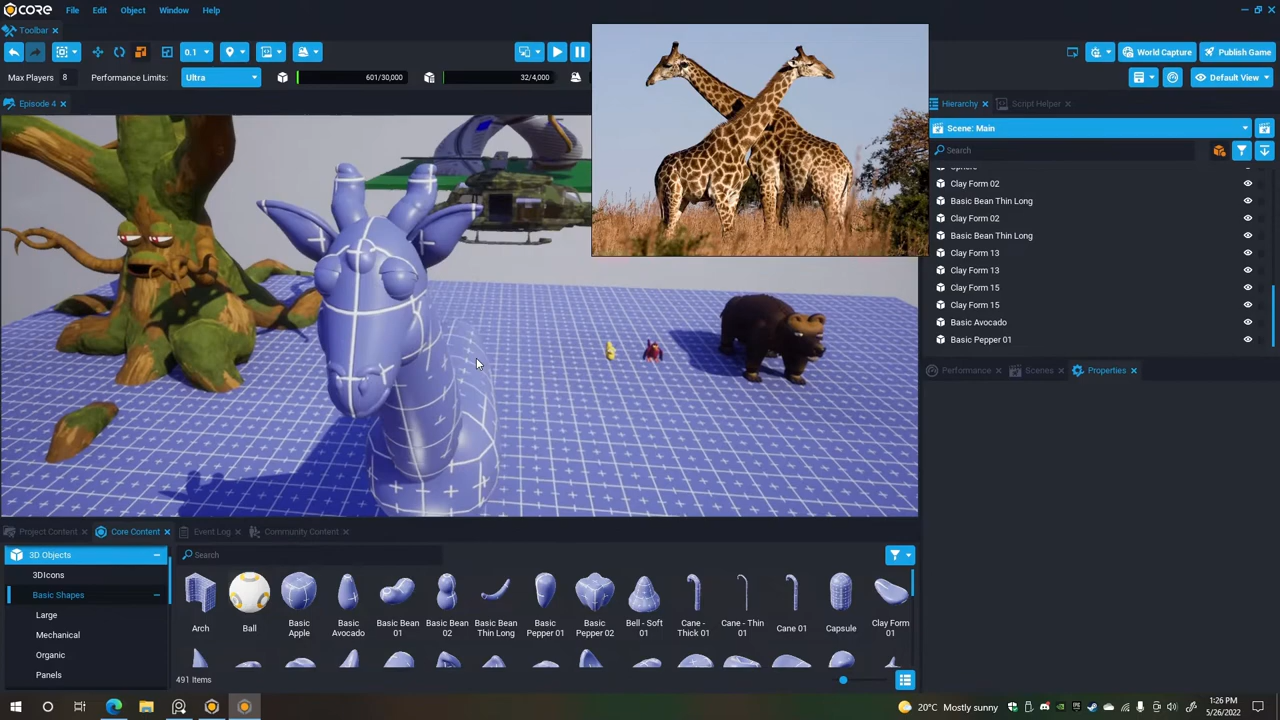 CORE
File Edit Object Window Help
Toolbar
0.1
World Capture
Publish Game
Max Players 8
Performance Limits: Ultra
601/30,000
32/4,000
Default View
Episode 4
Hierarchy
Script Helper
Scene: Main
Search
Clay Form 02
Basic Bean Thin Long
Clay Form 02
Basic Bean Thin Long
Clay Form 13
Clay Form 13
Clay Form 15
Clay Form 15
Basic Avocado
Basic Pepper 01
Performance
Scenes
Properties
Project Content
Core Content
Event Log
Community Content
3D Objects
3DIcons
Basic Shapes
Large
Mechanical
Organic
Panels
Search
Arch
Ball
Basic Apple
Basic Avocado
Basic Bean 01
Basic Bean 02
Basic Bean Thin Long
Basic Pepper 01
Basic Pepper 02
Bell - Soft 01
Cane - Thick 01
Cane - Thin 01
Cane 01
Capsule
Clay Form 01
491 Items
20°C Mostly sunny
1:26 PM
5/26/2022